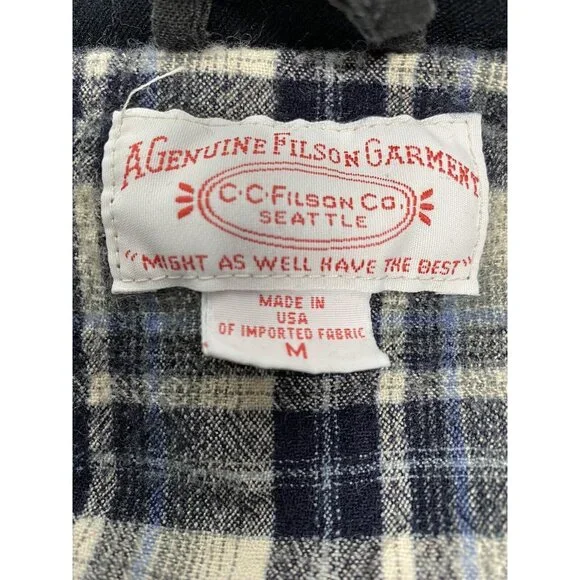 A GENUINE FILSON GARMENT
C·C·FILSON CO.
SEATTLE
"MIGHT AS WELL HAVE THE BEST"
MADE IN
USA
OF IMPORTED FABRIC
M